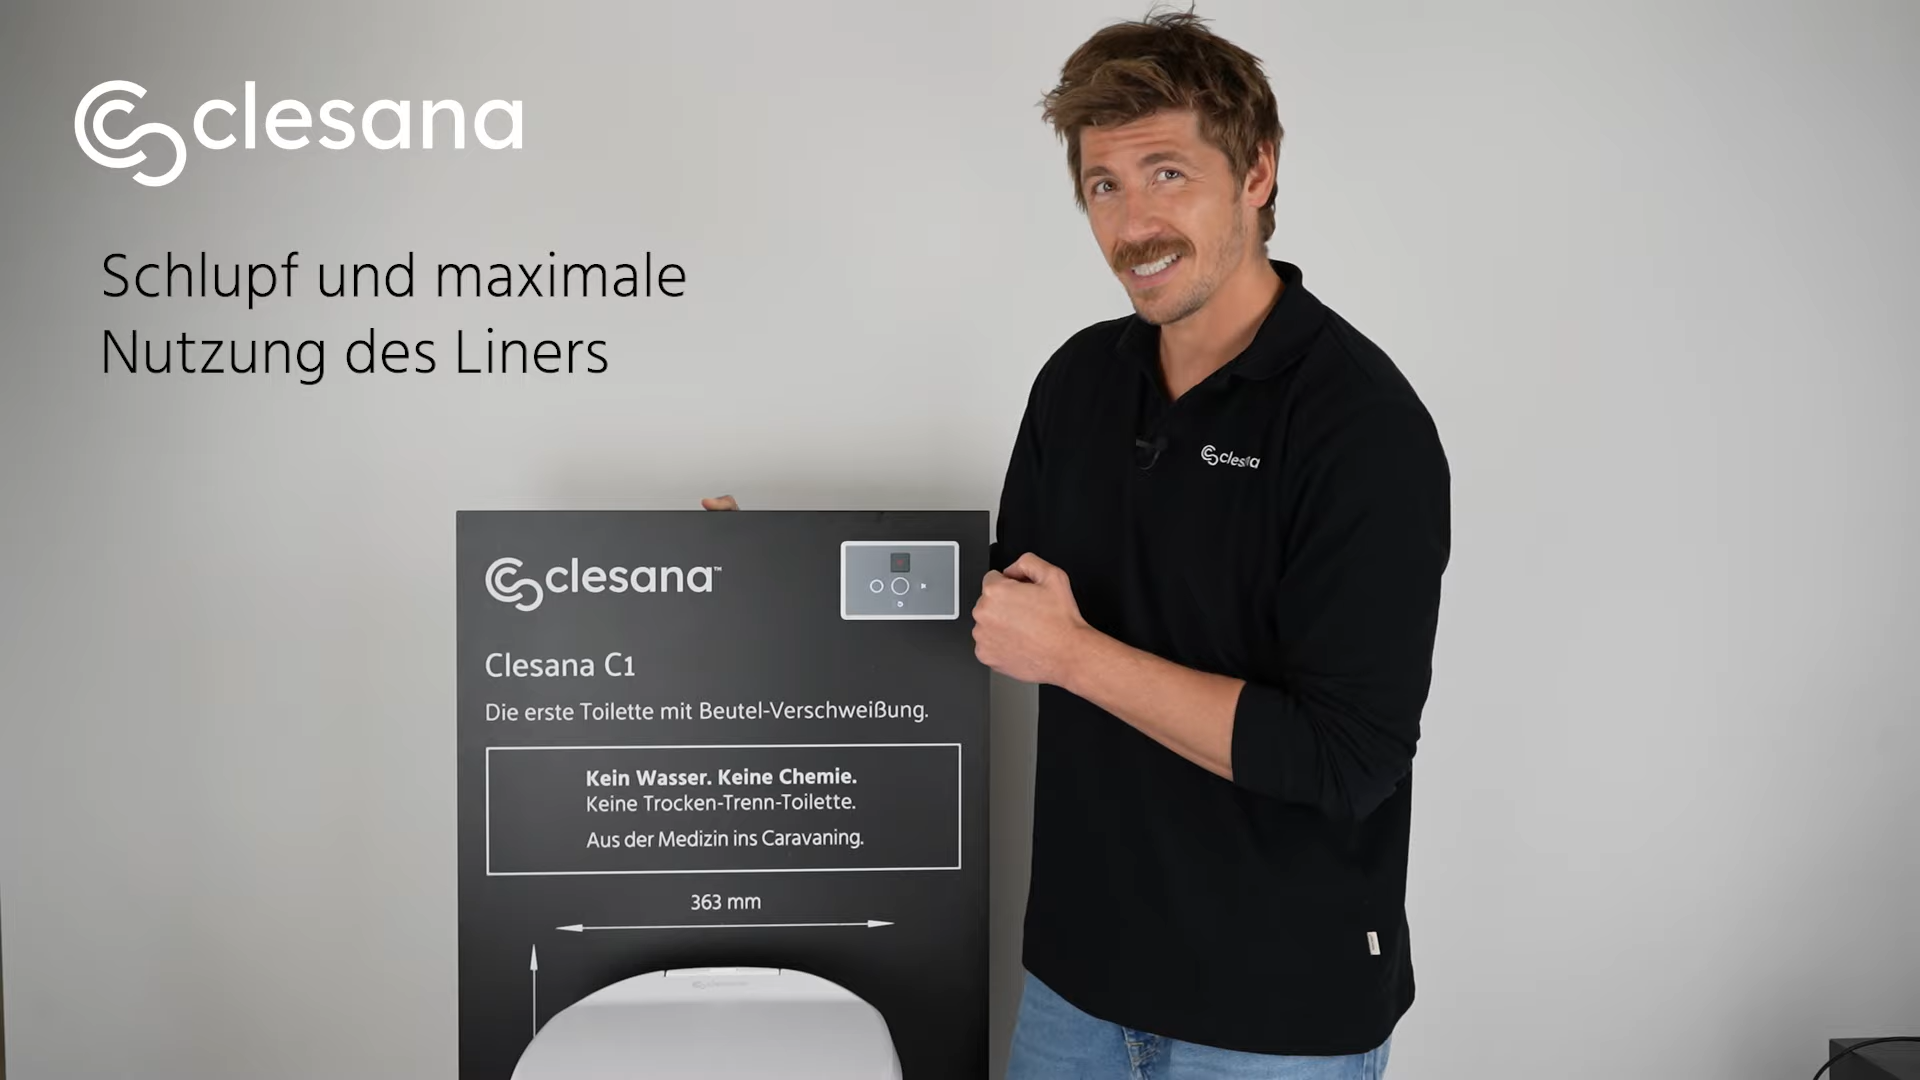 clesana
Schlupf und maximale
Nutzung des Liners
clesana
clesana™
Clesana C1
Die erste Toilette mit Beutel-Verschweißung.
Kein Wasser. Keine Chemie.
Keine Trocken-Trenn-Toilette.
Aus der Medizin ins Caravaning.
363 mm